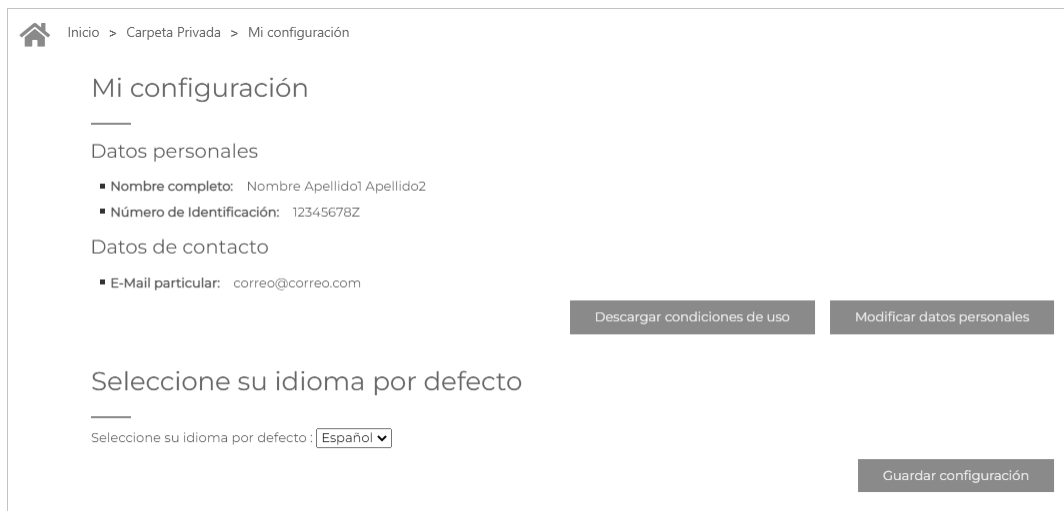 Inicio > Carpeta Privada > Mi configuración
Mi configuración
Datos personales
Nombre completo: Nombre Apellido1 Apellido2
Número de Identificación: 12345678Z
Datos de contacto
E-Mail particular: correo@correo.com
Descargar condiciones de uso Modificar datos personales
Seleccione su idioma por defecto
Seleccione su idioma por defecto : Español
Guardar configuración